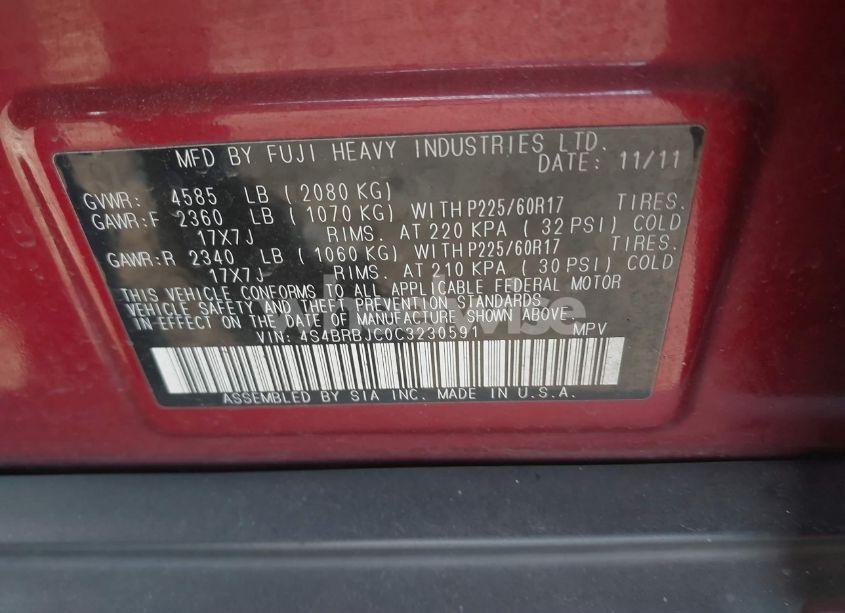 MFD BY FUJI HEAVY INDUSTRIES LTD.
DATE: 11/11
GVWR: 4585 LB (2080 KG)
GAWR:F 2360 LB (1070 KG) WITH P225/60R17 TIRES.
17X7J RIMS. AT 220 KPA (32 PSI) COLD
GAWR:R 2340 LB (1060 KG) WITH P225/60R17 TIRES.
17X7J RIMS. AT 210 KPA (30 PSI) COLD
THIS VEHICLE CONFORMS TO ALL APPLICABLE FEDERAL MOTOR
VEHICLE SAFETY AND THEFT PREVENTION STANDARDS
IN EFFECT ON THE DATE OF MANUFACTURE SHOWN ABOVE.
VIN: 4S4BRBJC0C3230591 MPV
ASSEMBLED BY SIA INC. MADE IN U.S.A.